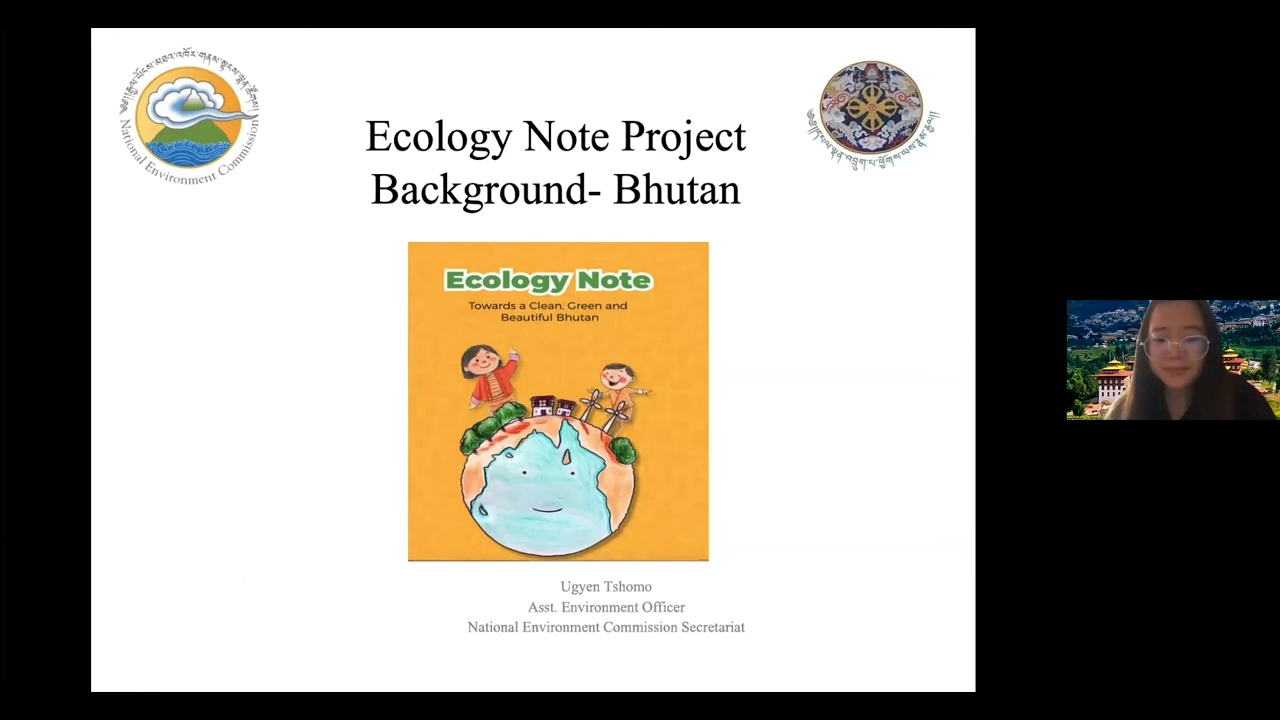 National Environment Commission
Ecology Note Project
Background- Bhutan
Ecology Note
Towards a Clean, Green and
Beautiful Bhutan
Ugyen Tshomo
Asst. Environment Officer
National Environment Commission Secretariat